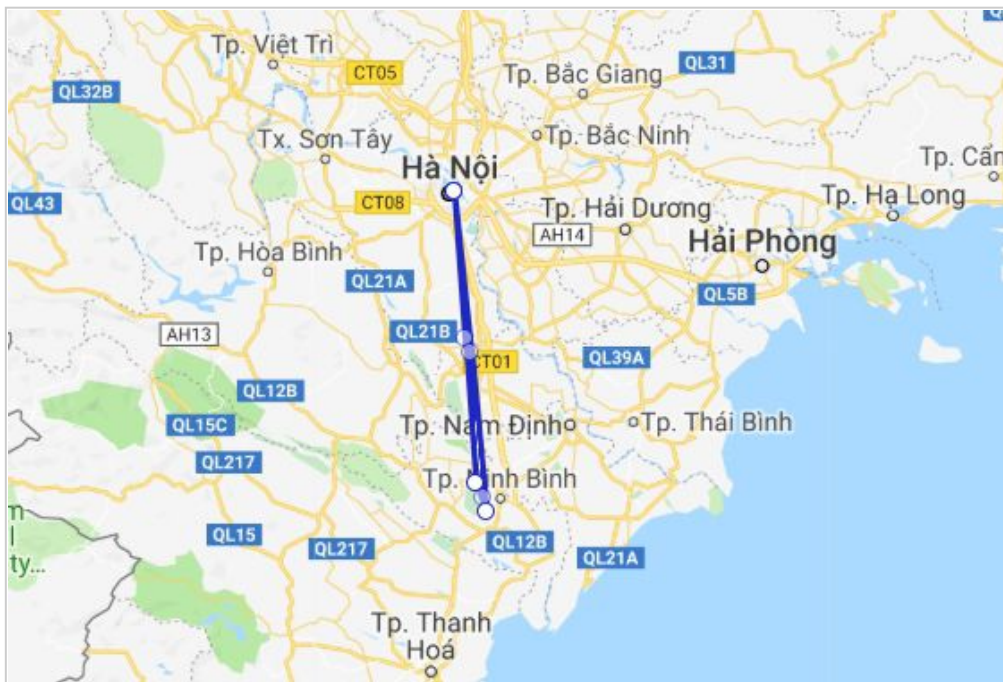 Tp. Việt Trì
CT05
QL31
Tp. Bắc Giang
QL32B
Tp. Bắc Ninh
Tx. Sơn Tây
Hà Nội
Tp. Cẩm
QL43
CT08
Tp. Hạ Long
Tp. Hải Dương
AH14
Hải Phòng
Tp. Hòa Bình
QL21A
QL5B
AH13
QL21B
CT01
QL39A
QL12B
QL15C
Tp. Nam Định
Tp. Thái Bình
QL217
Tp. Ninh Bình
QL15
QL217
QL12B
QL21A
ty...
Tp. Thanh
Hoá